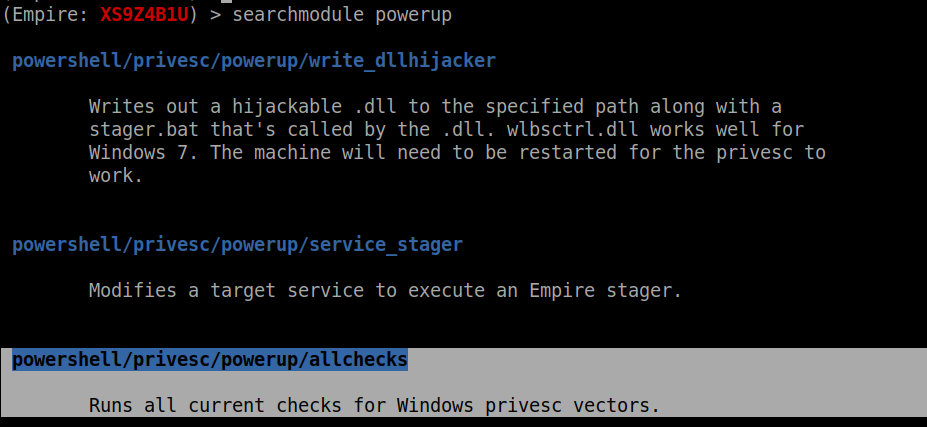 (Empire: XS9Z4B1U) > searchmodule powerup
powershell/privesc/powerup/write_dllhijacker
Writes out a hijackable .dll to the specified path along with a
stager.bat that's called by the .dll. wlbsctrl.dll works well for
Windows 7. The machine will need to be restarted for the privesc to
work.
powershell/privesc/powerup/service_stager
Modifies a target service to execute an Empire stager.
powershell/privesc/powerup/allchecks
Runs all current checks for Windows privesc vectors.